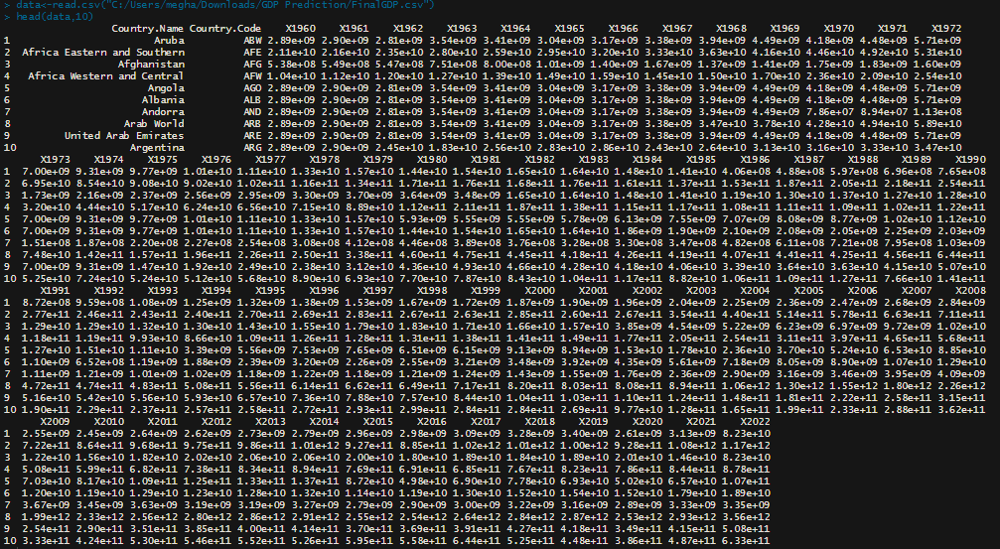 > data<-read.csv("C:/Users/megha/Downloads/GDP Prediction/FinalGDP.csv")
> head(data,10)
Country.Name Country.Code X1960 X1961 X1962 X1963 X1964 X1965 X1966 X1967 X1968 X1969 X1970 X1971 X1972
1 Aruba ABW 2.89e+09 2.90e+09 2.81e+09 3.54e+09 3.41e+09 3.04e+09 3.17e+09 3.38e+09 3.94e+09 4.49e+09 4.18e+09 4.48e+09 5.71e+09
2 Africa Eastern and Southern AFE 2.11e+10 2.16e+10 2.35e+10 2.80e+10 2.59e+10 2.95e+10 3.20e+10 3.33e+10 3.63e+10 4.16e+10 4.46e+10 4.92e+10 5.31e+10
3 Afghanistan AFG 5.38e+08 5.49e+08 5.47e+08 7.51e+08 8.00e+08 1.01e+09 1.40e+09 1.67e+09 1.37e+09 1.41e+09 1.75e+09 1.83e+09 1.60e+09
4 Africa Western and Central AFW 1.04e+10 1.12e+10 1.20e+10 1.27e+10 1.39e+10 1.49e+10 1.59e+10 1.45e+10 1.50e+10 1.70e+10 2.36e+10 2.09e+10 2.54e+10
5 Angola AGO 2.89e+09 2.90e+09 2.81e+09 3.54e+09 3.41e+09 3.04e+09 3.17e+09 3.38e+09 3.94e+09 4.49e+09 4.18e+09 4.48e+09 5.71e+09
6 Albania ALB 2.89e+09 2.90e+09 2.81e+09 3.54e+09 3.41e+09 3.04e+09 3.17e+09 3.38e+09 3.94e+09 4.49e+09 4.18e+09 4.48e+09 5.71e+09
7 Andorra AND 2.89e+09 2.90e+09 2.81e+09 3.54e+09 3.41e+09 3.04e+09 3.17e+09 3.38e+09 3.94e+09 4.49e+09 7.86e+07 8.94e+07 1.13e+08
8 Arab World ARB 2.89e+09 2.90e+09 2.81e+09 3.54e+09 3.41e+09 3.04e+09 3.17e+09 3.38e+09 3.47e+10 3.78e+10 4.28e+10 4.94e+10 5.89e+10
9 United Arab Emirates ARE 2.89e+09 2.90e+09 2.81e+09 3.54e+09 3.41e+09 3.04e+09 3.17e+09 3.38e+09 3.94e+09 4.49e+09 4.18e+09 4.48e+09 5.71e+09
10 Argentina ARG 2.89e+09 2.90e+09 2.45e+10 1.83e+10 2.56e+10 2.83e+10 2.86e+10 2.43e+10 2.64e+10 3.13e+10 3.16e+10 3.33e+10 3.47e+10
X1973 X1974 X1975 X1976 X1977 X1978 X1979 X1980 X1981 X1982 X1983 X1984 X1985 X1986 X1987 X1988 X1989 X1990
1 7.00e+09 9.31e+09 9.77e+09 1.01e+10 1.11e+10 1.33e+10 1.57e+10 1.44e+10 1.54e+10 1.65e+10 1.64e+10 1.48e+10 1.41e+10 4.06e+08 4.88e+08 5.97e+08 6.96e+08 7.65e+08
2 6.95e+10 8.54e+10 9.08e+10 9.02e+10 1.02e+11 1.16e+11 1.34e+11 1.71e+11 1.76e+11 1.68e+11 1.76e+11 1.61e+11 1.37e+11 1.53e+11 1.87e+11 2.05e+11 2.18e+11 2.54e+11
3 1.73e+09 2.16e+09 2.37e+09 2.56e+09 2.95e+09 3.30e+09 3.70e+09 3.64e+09 3.48e+09 1.65e+10 1.64e+10 1.48e+10 1.41e+10 1.19e+10 1.30e+10 1.37e+10 1.27e+10 1.28e+10
4 3.20e+10 4.44e+10 5.17e+10 6.24e+10 6.56e+10 7.15e+10 8.89e+10 1.12e+11 2.11e+11 1.87e+11 1.38e+11 1.15e+11 1.17e+11 1.08e+11 1.11e+11 1.09e+11 1.02e+11 1.22e+11
5 7.00e+09 9.31e+09 9.77e+09 1.01e+10 1.11e+10 1.33e+10 1.57e+10 5.93e+09 5.55e+09 5.55e+09 5.78e+09 6.13e+09 7.55e+09 7.07e+09 8.08e+09 8.77e+09 1.02e+10 1.12e+10
6 7.00e+09 9.31e+09 9.77e+09 1.01e+10 1.11e+10 1.33e+10 1.57e+10 1.44e+10 1.54e+10 1.65e+10 1.64e+10 1.86e+09 1.90e+09 2.10e+09 2.08e+09 2.05e+09 2.25e+09 2.03e+09
7 1.51e+08 1.87e+08 2.20e+08 2.27e+08 2.54e+08 3.08e+08 4.12e+08 4.46e+08 3.89e+08 3.76e+08 3.28e+08 3.30e+08 3.47e+08 4.82e+08 6.11e+08 7.21e+08 7.95e+08 1.03e+09
8 7.48e+10 1.42e+11 1.57e+11 1.96e+11 2.26e+11 2.50e+11 3.38e+11 4.60e+11 4.75e+11 4.45e+11 4.18e+11 4.26e+11 4.19e+11 4.07e+11 4.41e+11 4.25e+11 4.56e+11 6.44e+11
9 7.00e+09 9.31e+09 1.47e+10 1.92e+10 2.49e+10 2.38e+10 3.12e+10 4.36e+10 4.93e+10 4.66e+10 4.28e+10 4.18e+10 4.06e+10 3.39e+10 3.64e+10 3.63e+10 4.15e+10 5.07e+10
10 5.25e+10 7.24e+10 5.24e+10 5.12e+10 5.68e+10 5.81e+10 6.93e+10 7.70e+10 7.87e+10 8.43e+10 1.04e+11 1.17e+11 8.82e+10 1.06e+11 1.09e+11 1.27e+11 7.66e+10 1.41e+11
X1991 X1992 X1993 X1994 X1995 X1996 X1997 X1998 X1999 X2000 X2001 X2002 X2003 X2004 X2005 X2006 X2007 X2008
1 8.72e+08 9.59e+08 1.08e+09 1.25e+09 1.32e+09 1.38e+09 1.53e+09 1.67e+09 1.72e+09 1.87e+09 1.90e+09 1.96e+09 2.04e+09 2.25e+09 2.36e+09 2.47e+09 2.68e+09 2.84e+09
2 2.77e+11 2.46e+11 2.43e+11 2.40e+11 2.70e+11 2.69e+11 2.83e+11 2.67e+11 2.63e+11 2.85e+11 2.60e+11 2.67e+11 3.54e+11 4.40e+11 5.14e+11 5.78e+11 6.63e+11 7.11e+11
3 1.29e+10 1.29e+10 1.32e+10 1.30e+10 1.43e+10 1.55e+10 1.79e+10 1.83e+10 1.71e+10 1.66e+10 1.57e+10 3.85e+09 4.54e+09 5.22e+09 6.23e+09 6.97e+09 9.72e+09 1.02e+10
4 1.18e+11 1.19e+11 9.93e+10 8.66e+10 1.09e+11 1.26e+11 1.28e+11 1.31e+11 1.38e+11 1.41e+11 1.49e+11 1.77e+11 2.05e+11 2.54e+11 3.11e+11 3.97e+11 4.65e+11 5.68e+11
5 1.27e+10 1.51e+10 1.11e+10 3.39e+09 5.56e+09 7.53e+09 7.65e+09 6.51e+09 6.15e+09 9.13e+09 8.94e+09 1.53e+10 1.78e+10 2.36e+10 3.70e+10 5.24e+10 6.53e+10 8.85e+10
6 1.10e+09 6.52e+08 1.19e+09 1.88e+09 2.39e+09 3.20e+09 2.26e+09 2.55e+09 3.21e+09 3.48e+09 3.92e+09 4.35e+09 5.61e+09 7.18e+09 8.05e+09 8.90e+09 1.07e+10 1.29e+10
7 1.11e+09 1.21e+09 1.01e+09 1.02e+09 1.18e+09 1.22e+09 1.18e+09 1.21e+09 1.24e+09 1.43e+09 1.55e+09 1.76e+09 2.36e+09 2.90e+09 3.16e+09 3.46e+09 3.95e+09 4.09e+09
8 4.72e+11 4.74e+11 4.83e+11 5.08e+11 5.56e+11 6.14e+11 6.62e+11 6.49e+11 7.17e+11 8.20e+11 8.03e+11 8.08e+11 8.94e+11 1.06e+12 1.30e+12 1.55e+12 1.80e+12 2.26e+12
9 5.16e+10 5.42e+10 5.56e+10 5.93e+10 6.57e+10 7.36e+10 7.88e+10 7.57e+10 8.44e+10 1.04e+11 1.03e+11 1.10e+11 1.24e+11 1.48e+11 1.81e+11 2.22e+11 2.58e+11 3.15e+11
10 1.90e+11 2.29e+11 2.37e+11 2.57e+11 2.58e+11 2.72e+11 2.93e+11 2.99e+11 2.84e+11 2.84e+11 2.69e+11 9.77e+10 1.28e+11 1.65e+11 1.99e+11 2.33e+11 2.88e+11 3.62e+11
X2009 X2010 X2011 X2012 X2013 X2014 X2015 X2016 X2017 X2018 X2019 X2020 X2021 X2022
1 2.55e+09 2.45e+09 2.64e+09 2.62e+09 2.73e+09 2.79e+09 2.96e+09 2.98e+09 3.09e+09 3.28e+09 3.40e+09 2.61e+09 3.13e+09 8.23e+10
2 7.22e+11 8.64e+11 9.68e+11 9.75e+11 9.86e+11 1.01e+12 9.27e+11 8.85e+11 1.02e+12 1.01e+12 1.00e+12 9.28e+11 1.08e+12 1.17e+12
3 1.22e+10 1.56e+10 1.82e+10 2.02e+10 2.06e+10 2.06e+10 2.00e+10 1.80e+10 1.89e+10 1.84e+10 1.89e+10 2.01e+10 1.46e+10 8.23e+10
4 5.08e+11 5.99e+11 6.82e+11 7.38e+11 8.34e+11 8.94e+11 7.69e+11 6.91e+11 6.85e+11 7.67e+11 8.23e+11 7.86e+11 8.44e+11 8.78e+11
5 7.03e+10 8.17e+10 1.09e+11 1.25e+11 1.33e+11 1.37e+11 8.72e+10 4.98e+10 6.90e+10 7.78e+10 6.93e+10 5.02e+10 6.57e+10 1.07e+11
6 1.20e+10 1.19e+10 1.29e+10 1.23e+10 1.28e+10 1.32e+10 1.14e+10 1.19e+10 1.30e+10 1.52e+10 1.54e+10 1.52e+10 1.79e+10 1.89e+10
7 3.67e+09 3.45e+09 3.63e+09 3.19e+09 3.19e+09 3.27e+09 2.79e+09 2.90e+09 3.00e+09 3.22e+09 3.16e+09 2.89e+09 3.33e+09 3.35e+09
8 1.99e+12 2.33e+12 2.56e+12 2.80e+12 2.86e+12 2.91e+12 2.55e+12 2.54e+12 2.64e+12 2.84e+12 2.87e+12 2.53e+12 2.93e+12 3.56e+12
9 2.54e+11 2.90e+11 3.51e+11 3.85e+11 4.00e+11 4.14e+11 3.70e+11 3.69e+11 3.91e+11 4.27e+11 4.18e+11 3.49e+11 4.15e+11 5.08e+11
10 3.33e+11 4.24e+11 5.30e+11 5.46e+11 5.52e+11 5.26e+11 5.95e+11 5.58e+11 6.44e+11 5.25e+11 4.48e+11 3.86e+11 4.87e+11 6.33e+11